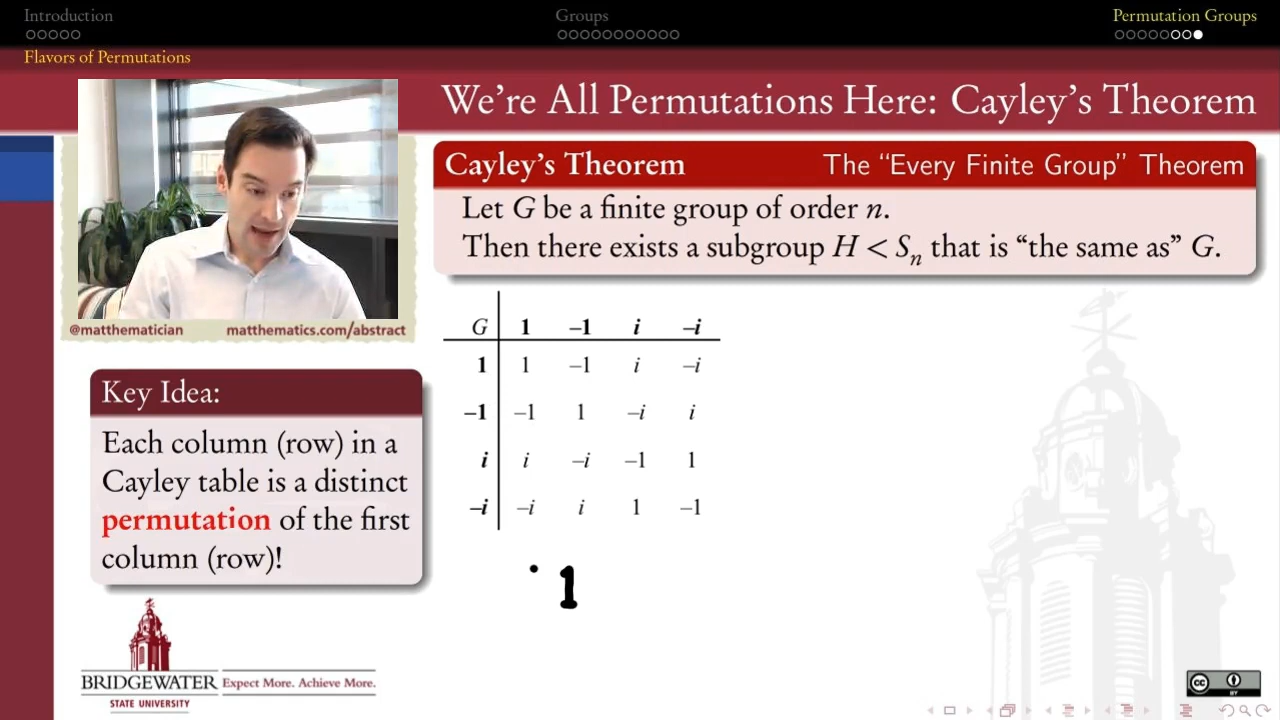 Introduction
Groups
Permutation Groups
Flavors of Permutations
We're All Permutations Here: Cayley's Theorem
Cayley's Theorem The "Every Finite Group" Theorem
Let G be a finite group of order n.
Then there exists a subgroup H < Sₙ that is "the same as" G.
@matthematician matthematics.com/abstract
G 1 –1 i –i
1 1 –1 i –i
–1 –1 1 –i i
i i –i –1 1
–i –i i 1 –1
Key Idea:
Each column (row) in a
Cayley table is a distinct
permutation of the first
column (row)!
1
BRIDGEWATER
STATE UNIVERSITY
Expect More. Achieve More.
CC
BY